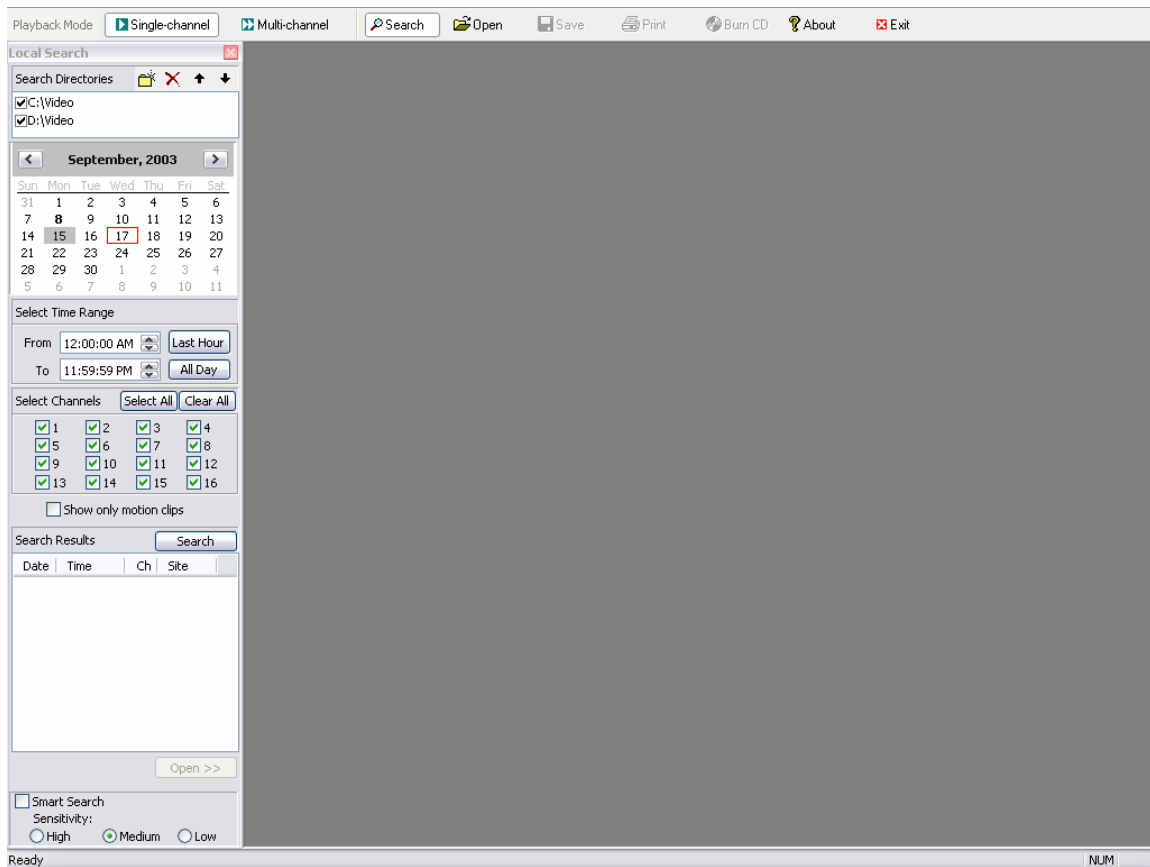 Playback Mode Single-channel Multi-channel Search Open Save Print Burn CD About Exit
Local Search
Search Directories
C:\Video
D:\Video
September, 2003
Sun Mon Tue Wed Thu Fri Sat
31 1 2 3 4 5 6
7 8 9 10 11 12 13
14 15 16 17 18 19 20
21 22 23 24 25 26 27
28 29 30 1 2 3 4
5 6 7 8 9 10 11
Select Time Range
From 12:00:00 AM Last Hour
To 11:59:59 PM All Day
Select Channels Select All Clear All
1 2 3 4
5 6 7 8
9 10 11 12
13 14 15 16
Show only motion clips
Search Results Search
Date Time Ch Site
Open >>
Smart Search
Sensitivity:
High Medium Low
Ready NUM